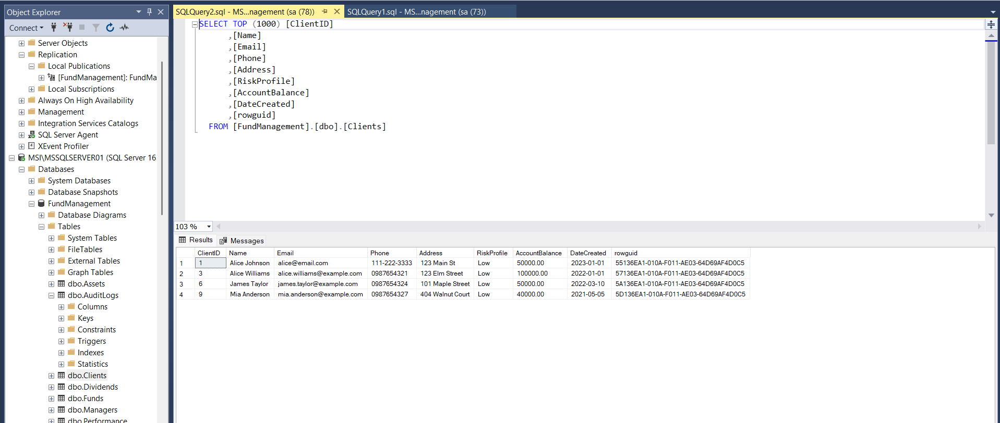 Object Explorer
Connect
Server Objects
Replication
Local Publications
[FundManagement]: FundMa
Local Subscriptions
Always On High Availability
Management
Integration Services Catalogs
SQL Server Agent
XEvent Profiler
MSI\MSSQLSERVER01 (SQL Server 16
Databases
System Databases
Database Snapshots
FundManagement
Database Diagrams
Tables
System Tables
FileTables
External Tables
Graph Tables
dbo.Assets
dbo.AuditLogs
Columns
Keys
Constraints
Triggers
Indexes
Statistics
dbo.Clients
dbo.Dividends
dbo.Funds
dbo.Managers
dbo.Performance
SQLQuery2.sql - MS...nagement (sa (78)) SQLQuery1.sql - MS...nagement (sa (73))
SELECT TOP (1000) [ClientID]
,[Name]
,[Email]
,[Phone]
,[Address]
,[RiskProfile]
,[AccountBalance]
,[DateCreated]
,[rowguid]
FROM [FundManagement].[dbo].[Clients]
103 %
Results Messages
ClientID Name Email Phone Address RiskProfile AccountBalance DateCreated rowguid
1 1 Alice Johnson alice@email.com 111-222-3333 123 Main St Low 50000.00 2023-01-01 55136EA1-010A-F011-AE03-64D69AF4D0C5
2 3 Alice Williams alice.williams@example.com 0987654321 123 Elm Street Low 100000.00 2022-01-01 57136EA1-010A-F011-AE03-64D69AF4D0C5
3 6 James Taylor james.taylor@example.com 0987654324 101 Maple Street Low 50000.00 2022-03-10 5A136EA1-010A-F011-AE03-64D69AF4D0C5
4 9 Mia Anderson mia.anderson@example.com 0987654327 404 Walnut Court Low 40000.00 2021-05-05 5D136EA1-010A-F011-AE03-64D69AF4D0C5